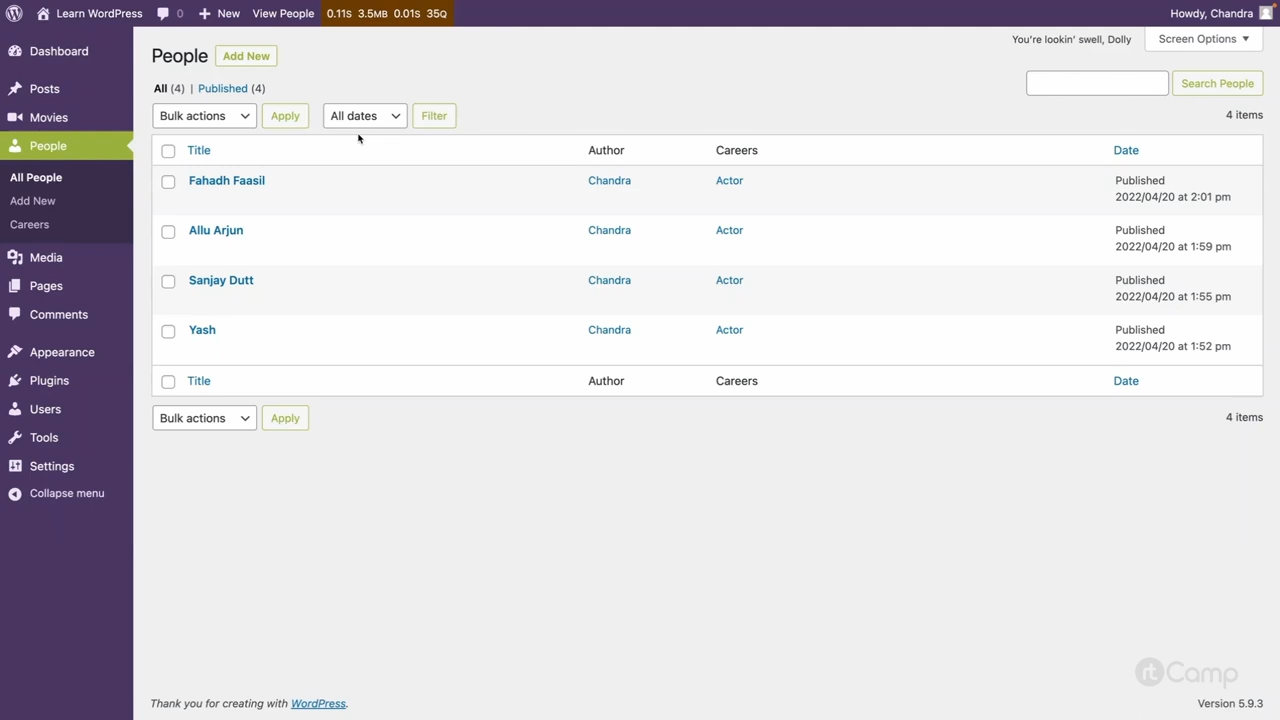 Learn WordPress 0 New View People 0.11S 3.5MB 0.01S 35Q Howdy, Chandra
You're lookin' swell, Dolly Screen Options ▼
Dashboard
Posts
Movies
People
All People
Add New
Careers
Media
Pages
Comments
Appearance
Plugins
Users
Tools
Settings
Collapse menu
People Add New
All (4) | Published (4)
Search People
Bulk actions Apply All dates Filter 4 items
Title Author Careers Date
Fahadh Faasil Chandra Actor Published
2022/04/20 at 2:01 pm
Allu Arjun Chandra Actor Published
2022/04/20 at 1:59 pm
Sanjay Dutt Chandra Actor Published
2022/04/20 at 1:55 pm
Yash Chandra Actor Published
2022/04/20 at 1:52 pm
Title Author Careers Date
Bulk actions Apply 4 items
rtCamp
Thank you for creating with WordPress. Version 5.9.3